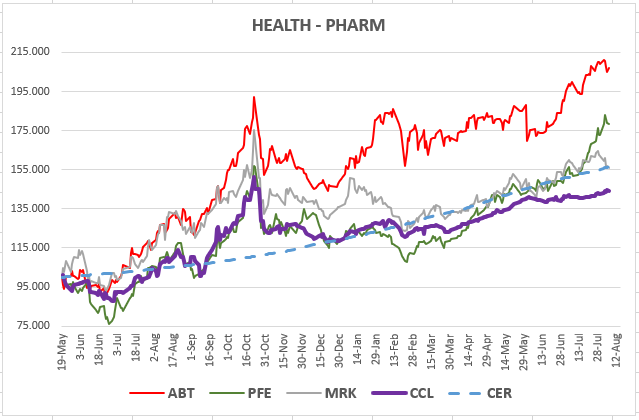 HEALTH - PHARM
215.000
195.000
175.000
155.000
135.000
115.000
95.000
75.000
19-May
3-Jun
18-Jun
3-Jul
18-Jul
2-Aug
17-Aug
1-Sep
16-Sep
1-Oct
16-Oct
31-Oct
15-Nov
30-Nov
15-Dec
30-Dec
14-Jan
29-Jan
13-Feb
28-Feb
15-Mar
30-Mar
14-Apr
29-Apr
14-May
29-May
13-Jun
28-Jun
13-Jul
28-Jul
12-Aug
ABT PFE MRK CCL CER